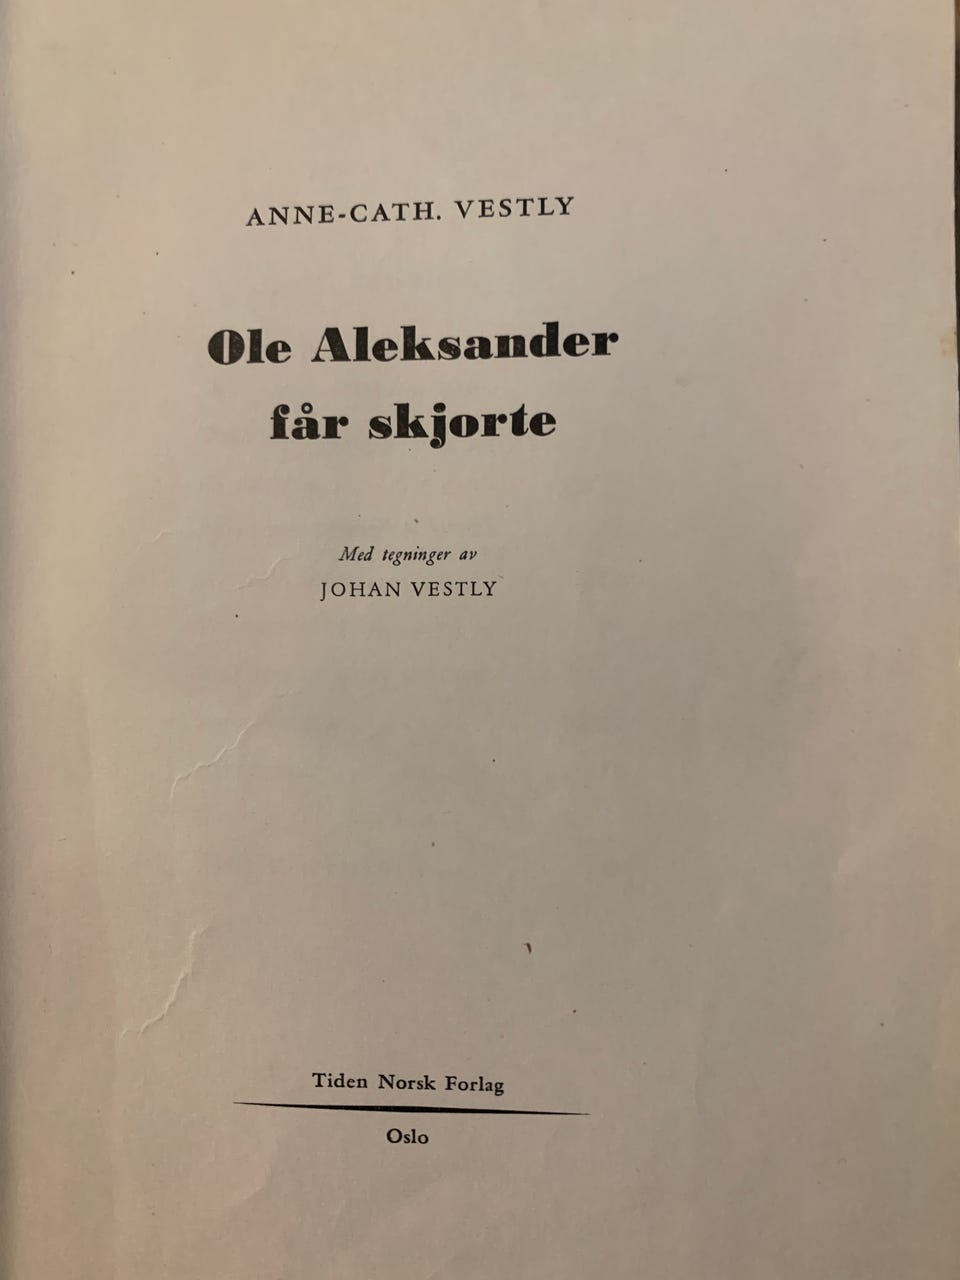 ANNE-CATH. VESTLY
Ole Aleksander
får skjorte
Med tegninger av
JOHAN VESTLY
Tiden Norsk Forlag
Oslo